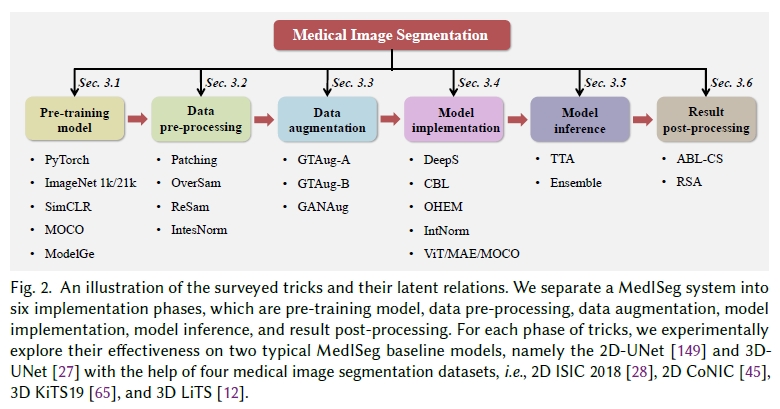 Medical Image Segmentation
Sec. 3.1 Sec. 3.2 Sec. 3.3 Sec. 3.4 Sec. 3.5 Sec. 3.6
Pre-training
model
Data
pre-processing
Data
augmentation
Model
implementation
Model
inference
Result
post-processing
• PyTorch
• ImageNet 1k/21k
• SimCLR
• MOCO
• ModelGe
• Patching
• OverSam
• ReSam
• IntesNorm
• GTAug-A
• GTAug-B
• GANAug
• DeepS
• CBL
• OHEM
• IntNorm
• ViT/MAE/MOCO
• TTA
• Ensemble
• ABL-CS
• RSA
Fig. 2. An illustration of the surveyed tricks and their latent relations. We separate a MedISeg system into
six implementation phases, which are pre-training model, data pre-processing, data augmentation, model
implementation, model inference, and result post-processing. For each phase of tricks, we experimentally
explore their effectiveness on two typical MedISeg baseline models, namely the 2D-UNet [149] and 3D-
UNet [27] with the help of four medical image segmentation datasets, i.e., 2D ISIC 2018 [28], 2D CoNIC [45],
3D KiTS19 [65], and 3D LiTS [12].